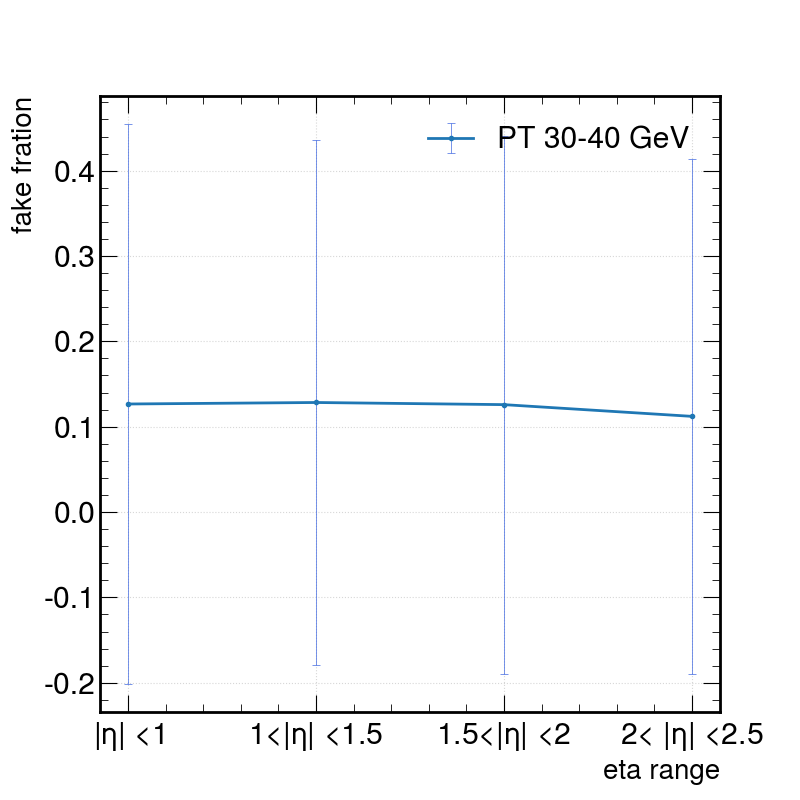 fake fration
PT 30-40 GeV
0.4
0.3
0.2
0.1
0.0
-0.1
-0.2
|η| <1 1<|η| <1.5 1.5<|η| <2 2< |η| <2.5
eta range